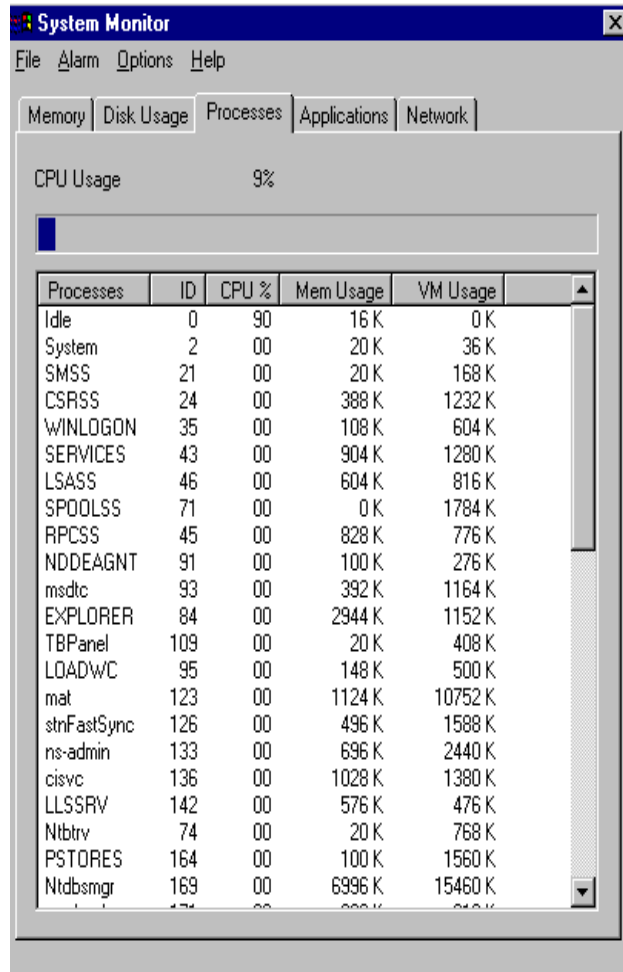 System Monitor
File Alarm Options Help
Memory Disk Usage Processes Applications Network
CPU Usage 9%
Processes ID CPU % Mem Usage VM Usage
Idle 0 90 16 K 0 K
System 2 00 20 K 36 K
SMSS 21 00 20 K 168 K
CSRSS 24 00 388 K 1232 K
WINLOGON 35 00 108 K 604 K
SERVICES 43 00 904 K 1280 K
LSASS 46 00 604 K 816 K
SPOOLSS 71 00 0 K 1784 K
RPCSS 45 00 828 K 776 K
NDDEAGNT 91 00 100 K 276 K
msdtc 93 00 392 K 1164 K
EXPLORER 84 00 2944 K 1152 K
TBPanel 109 00 20 K 408 K
LOADWC 95 00 148 K 500 K
mat 123 00 1124 K 10752 K
stnFastSync 126 00 496 K 1588 K
ns-admin 133 00 696 K 2440 K
cisvc 136 00 1028 K 1380 K
LLSSRV 142 00 576 K 476 K
Ntbtrv 74 00 20 K 768 K
PSTORES 164 00 100 K 1560 K
Ntdbsmgr 169 00 6996 K 15460 K